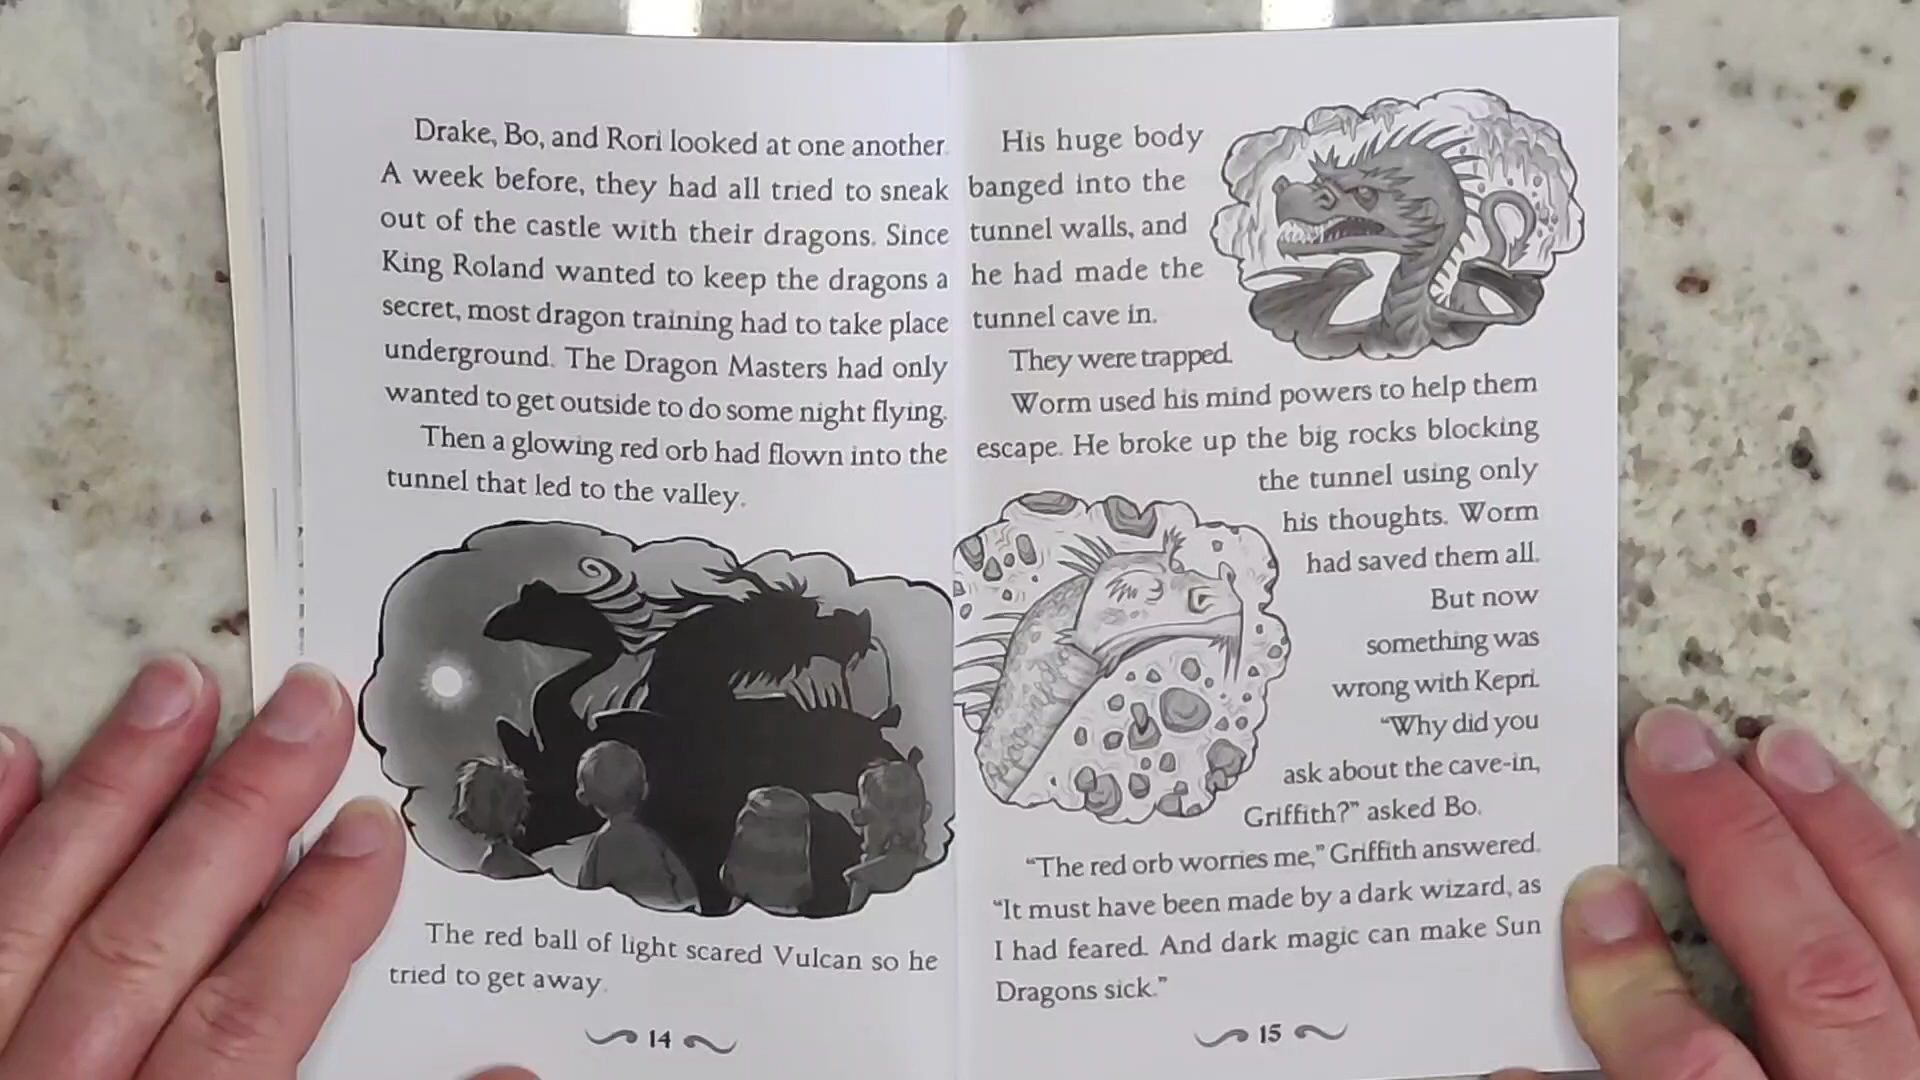 Drake, Bo, and Rori looked at one another.
A week before, they had all tried to sneak
out of the castle with their dragons. Since
King Roland wanted to keep the dragons a
secret, most dragon training had to take place
underground. The Dragon Masters had only
wanted to get outside to do some night flying.
Then a glowing red orb had flown into the
tunnel that led to the valley.
The red ball of light scared Vulcan so he
tried to get away.
14
His huge body
banged into the
tunnel walls, and
he had made the
tunnel cave in.
They were trapped.
Worm used his mind powers to help them
escape. He broke up the big rocks blocking
the tunnel using only
his thoughts. Worm
had saved them all.
But now
something was
wrong with Kepri.
“Why did you
ask about the cave-in,
Griffith?” asked Bo.
“The red orb worries me,” Griffith answered.
“It must have been made by a dark wizard, as
I had feared. And dark magic can make Sun
Dragons sick.”
15